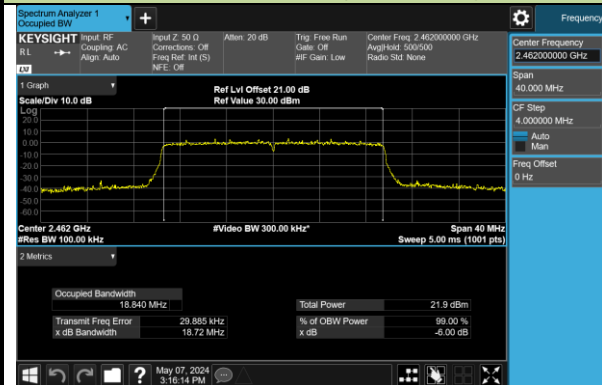 Spectrum Analyzer 1
Occupied BW
+
Frequency
KEYSIGHT
RL
LXI
Input: RF
Coupling: AC
Align: Auto
Input Z: 50 Ω
Corrections: Off
Freq Ref: Int (S)
NFE: Off
Atten: 20 dB
Trig: Free Run
Gate: Off
#IF Gain: Low
Center Freq: 2.462000000 GHz
Avg|Hold: 500/500
Radio Std: None
Center Frequency
2.462000000 GHz
Span
40.000 MHz
CF Step
4.000000 MHz
Auto
Man
Freq Offset
0 Hz
1 Graph
Scale/Div 10.0 dB
Ref Lvl Offset 21.00 dB
Ref Value 30.00 dBm
Log
20.0
10.0
0.00
-10.0
-20.0
-30.0
-40.0
-50.0
-60.0
Center 2.462 GHz
#Res BW 100.00 kHz
#Video BW 300.00 kHz*
Span 40 MHz
Sweep 5.00 ms (1001 pts)
2 Metrics
Occupied Bandwidth
18.840 MHz
Total Power 21.9 dBm
Transmit Freq Error 29.885 kHz
% of OBW Power 99.00 %
x dB Bandwidth 18.72 MHz
x dB -6.00 dB
?
May 07, 2024
3:16:14 PM